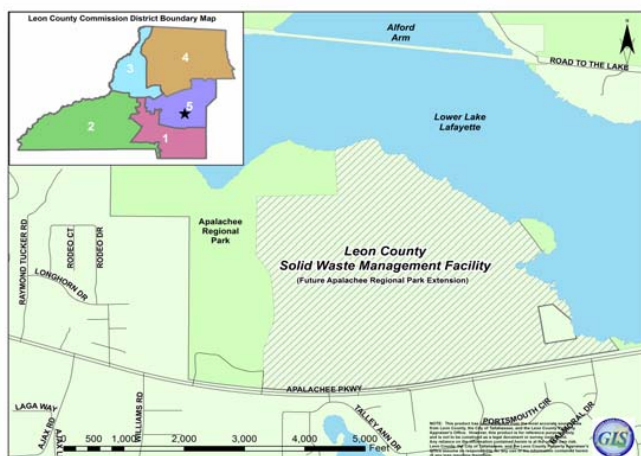 Leon County Commission District Boundary Map
3
4
5
2
1
Alford
Arm
ROAD TO THE LAKE
Lower Lake
Lafayette
Apalachee
Regional
Park
Leon County
Solid Waste Management Facility
(Future Apalachee Regional Park Extension)
RAYMOND TUCKER RD
RODEO CT
RODEO DR
LONGHORN DR
APALACHEE PKWY
LAGA WAY
AJAX RD
WILLIAMS RD
TALLEY ANN DR
PORTSMOUTH CIR
0 500 1,000 2,000 3,000 4,000 5,000
Feet
GIS